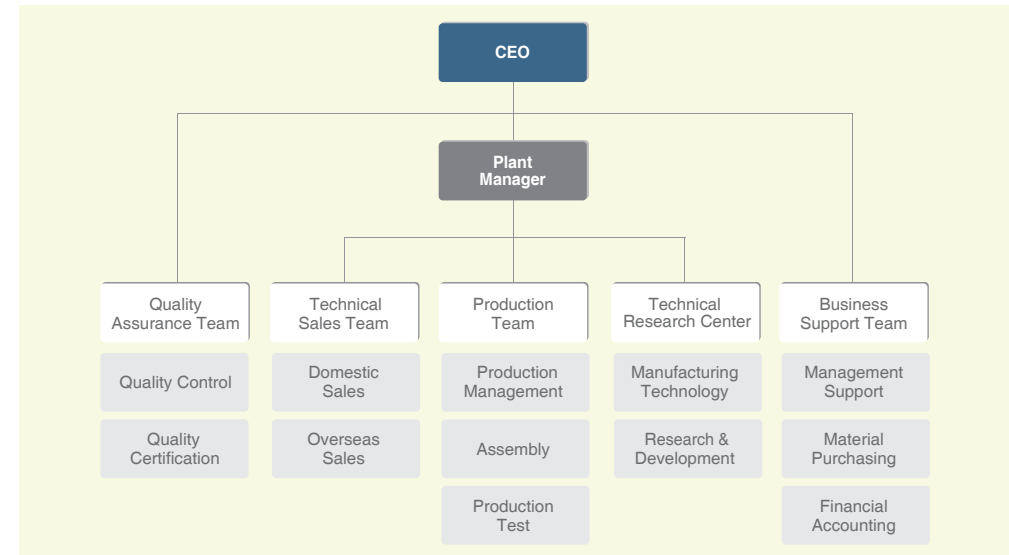 CEO
Plant
Manager
Quality
Assurance Team
Technical
Sales Team
Production
Team
Technical
Research Center
Business
Support Team
Quality Control
Domestic
Sales
Production
Management
Manufacturing
Technology
Management
Support
Quality
Certification
Overseas
Sales
Assembly
Research &
Development
Material
Purchasing
Production
Test
Financial
Accounting